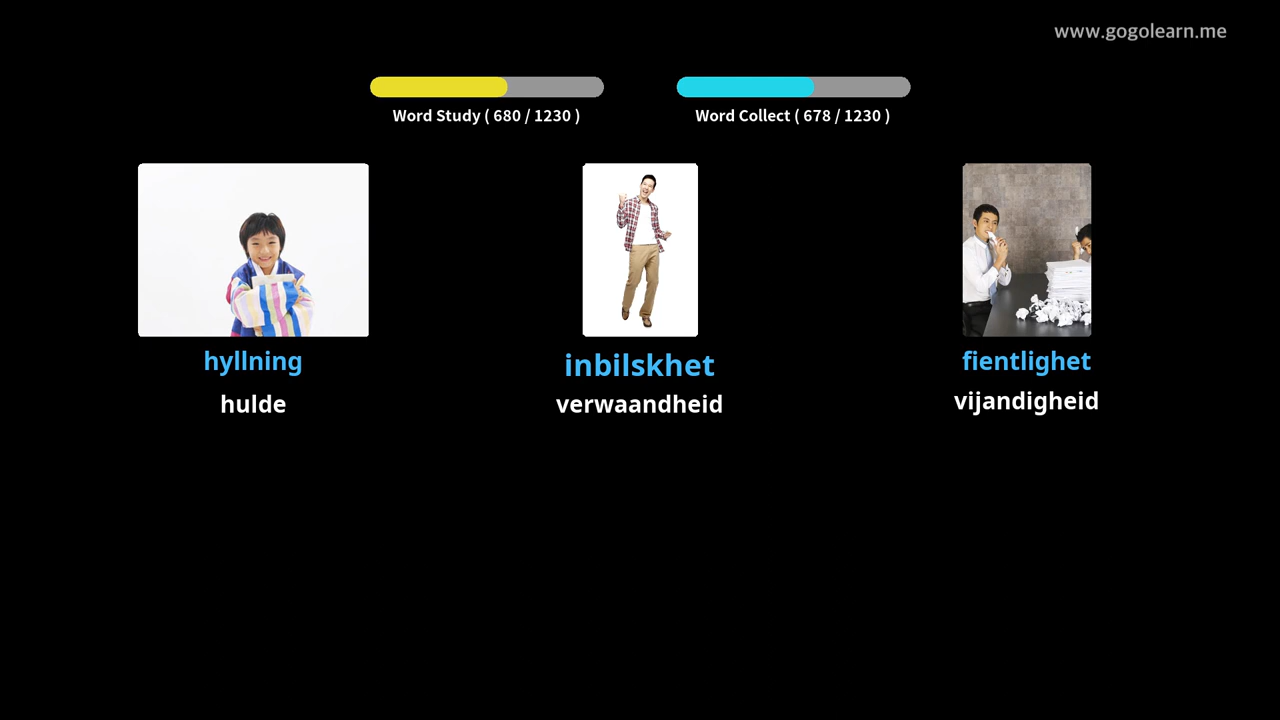 www.gogolearn.me
Word Study ( 680 / 1230 )
Word Collect ( 678 / 1230 )
hyllning
inbilskhet
fientlighet
hulde
verwaandheid
vijandigheid